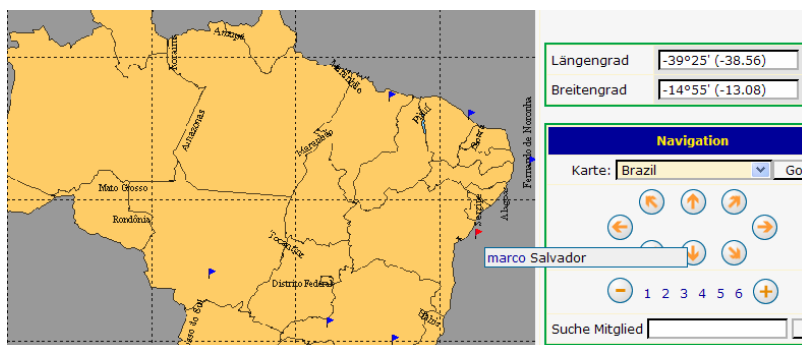 Roraima
Amapá
Maranhão
Amazonas
Piauí
Maranhão
Fernando de Noronha
Mato Grosso
Rondônia
Sergipe
Alagoas
Tocantins
Distrito Federal
Bahia
marco Salvador
Längengrad -39°25' (-38.56)
Breitengrad -14°55' (-13.08)
Navigation
Karte: Brazil Go
1 2 3 4 5 6
Suche Mitglied